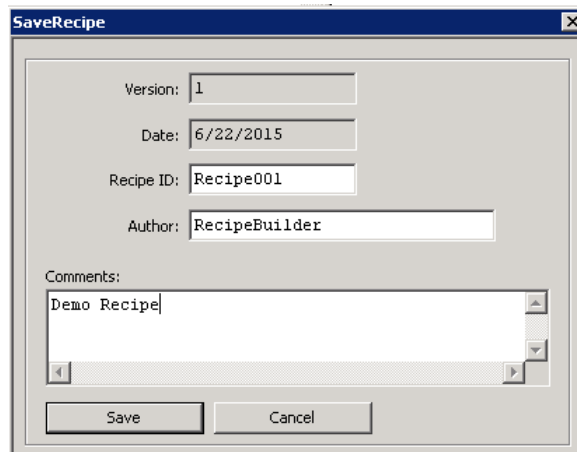 SaveRecipe
Version: 1
Date: 6/22/2015
Recipe ID: Recipe001
Author: RecipeBuilder
Comments:
Demo Recipe
Save Cancel